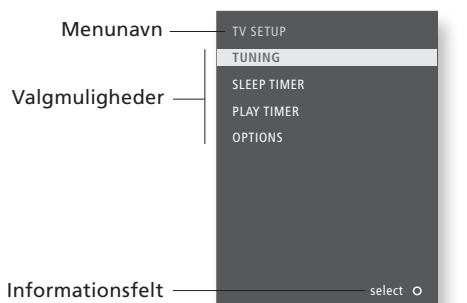 Menunavn
TV SETUP
TUNING
Valgmuligheder
SLEEP TIMER
PLAY TIMER
OPTIONS
Informationsfelt
select